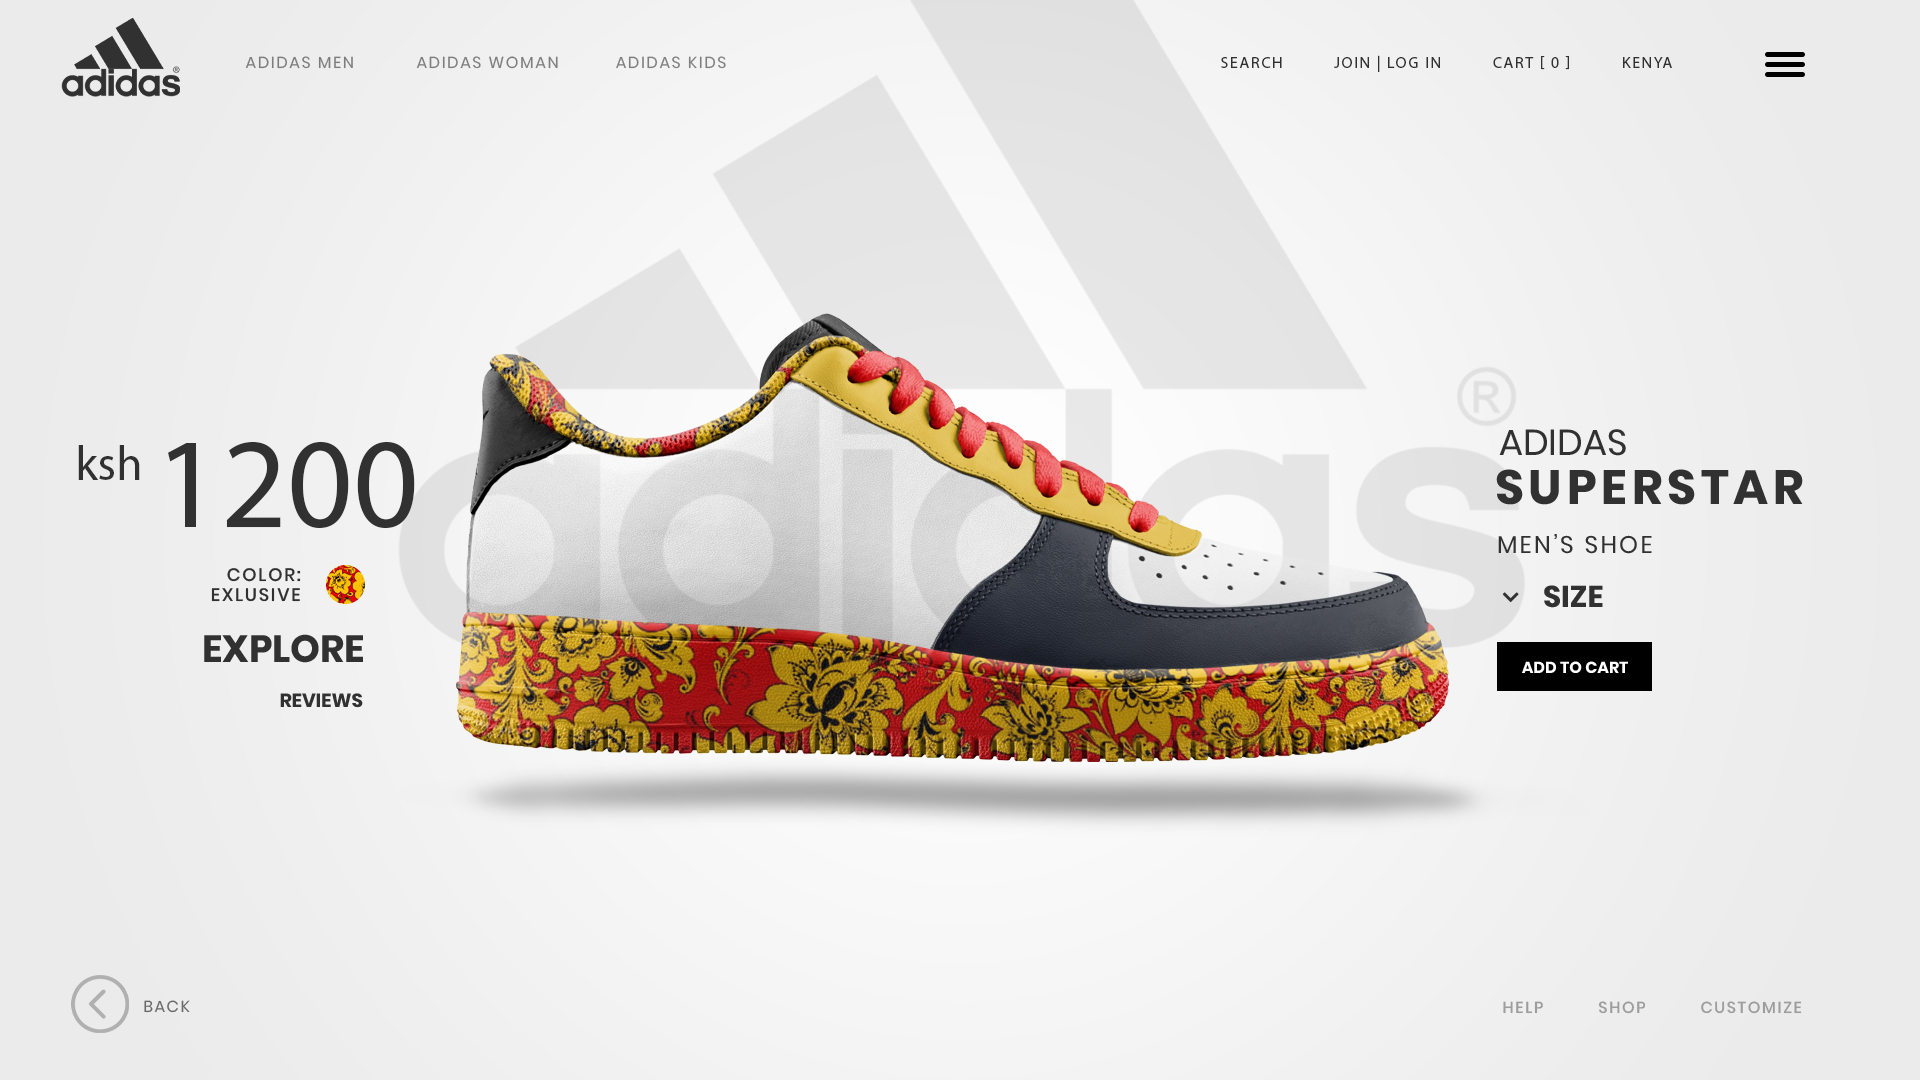 adidas®
ADIDAS MEN
ADIDAS WOMAN
ADIDAS KIDS
SEARCH
JOIN | LOG IN
CART [ 0 ]
KENYA
adidas®
ksh 1200
COLOR:
EXLUSIVE
EXPLORE
REVIEWS
ADIDAS
SUPERSTAR
MEN'S SHOE
SIZE
ADD TO CART
BACK
HELP
SHOP
CUSTOMIZE